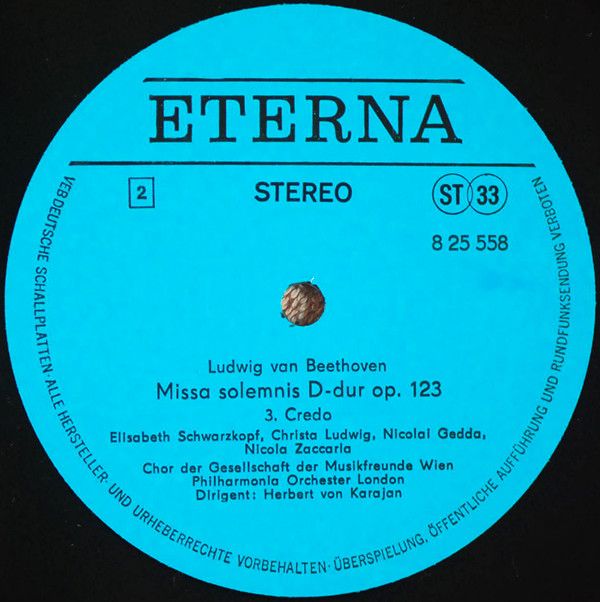 ETERNA
2
STEREO
ST 33
8 25 558
Ludwig van Beethoven
Missa solemnis D-dur op. 123
3. Credo
Elisabeth Schwarzkopf, Christa Ludwig, Nicolai Gedda,
Nicola Zaccaria
Chor der Gesellschaft der Musikfreunde Wien
Philharmonia Orchester London
Dirigent: Herbert von Karajan
VEB DEUTSCHE SCHALLPLATTEN · ALLE HERSTELLER- UND URHEBERRECHTE VORBEHALTEN · ÜBERSPIELUNG, ÖFFENTLICHE AUFFÜHRUNG UND RUNDFUNKSENDUNG VERBOTEN